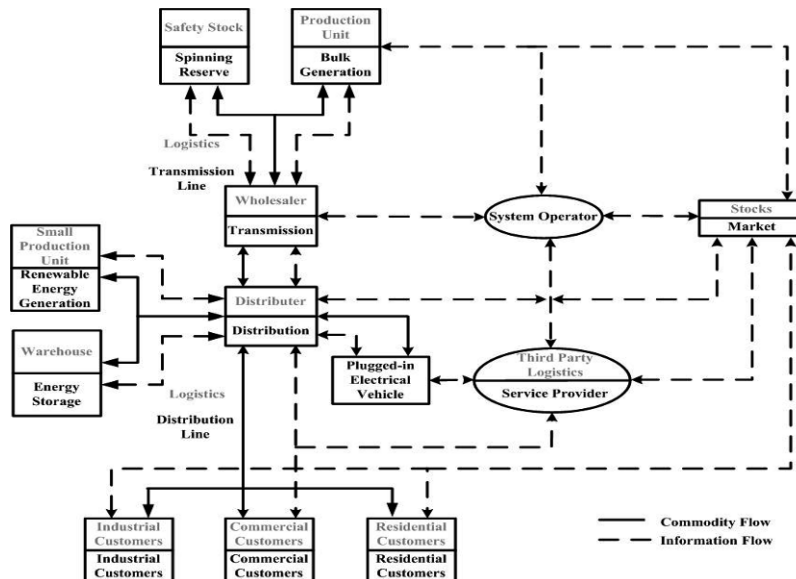 Safety Stock
Spinning
Reserve
Production
Unit
Bulk
Generation
Logistics
Transmission
Line
Wholesaler
Transmission
System Operator
Stocks
Market
Small
Production
Unit
Renewable
Energy
Generation
Distributer
Distribution
Warehouse
Energy
Storage
Plugged-in
Electrical
Vehicle
Third Party
Logistics
Service Provider
Logistics
Distribution
Line
Industrial
Customers
Industrial
Customers
Commercial
Customers
Commercial
Customers
Residential
Customers
Residential
Customers
Commodity Flow
Information Flow